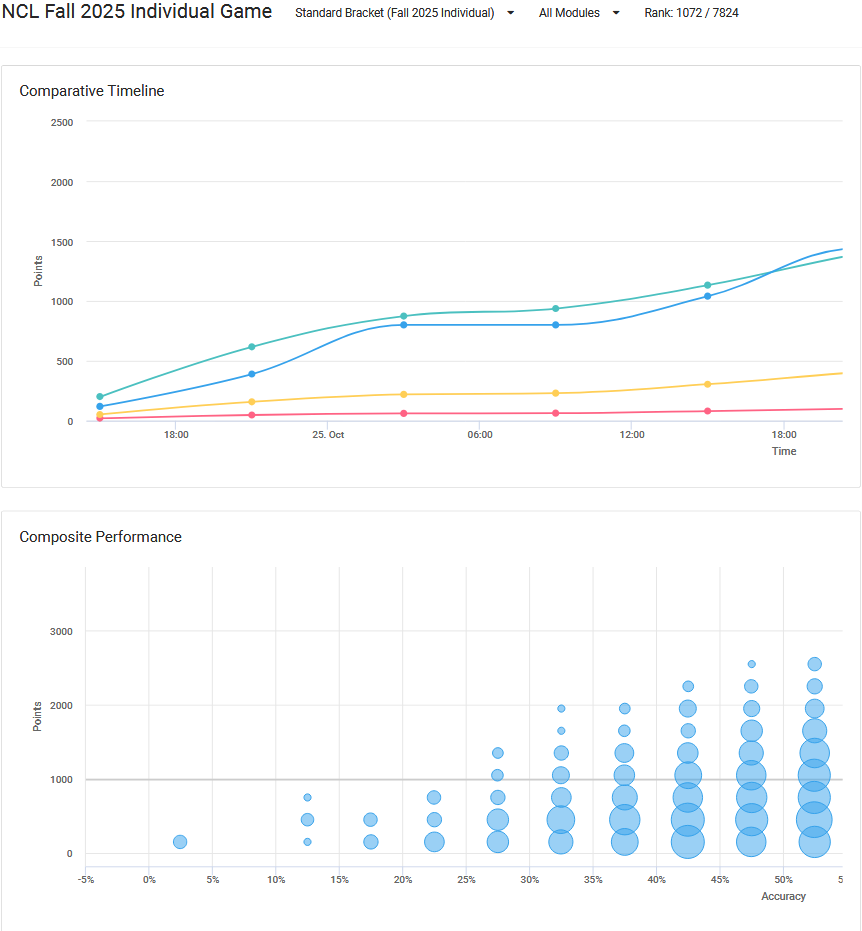 NCL Fall 2025 Individual Game Standard Bracket (Fall 2025 Individual) All Modules Rank: 1072 / 7824
Comparative Timeline
2500
2000
1500
1000
500
0
Points
18:00 25. Oct 06:00 12:00 18:00
Time
Composite Performance
3000
2000
1000
0
Points
-5% 0% 5% 10% 15% 20% 25% 30% 35% 40% 45% 50% 5
Accuracy